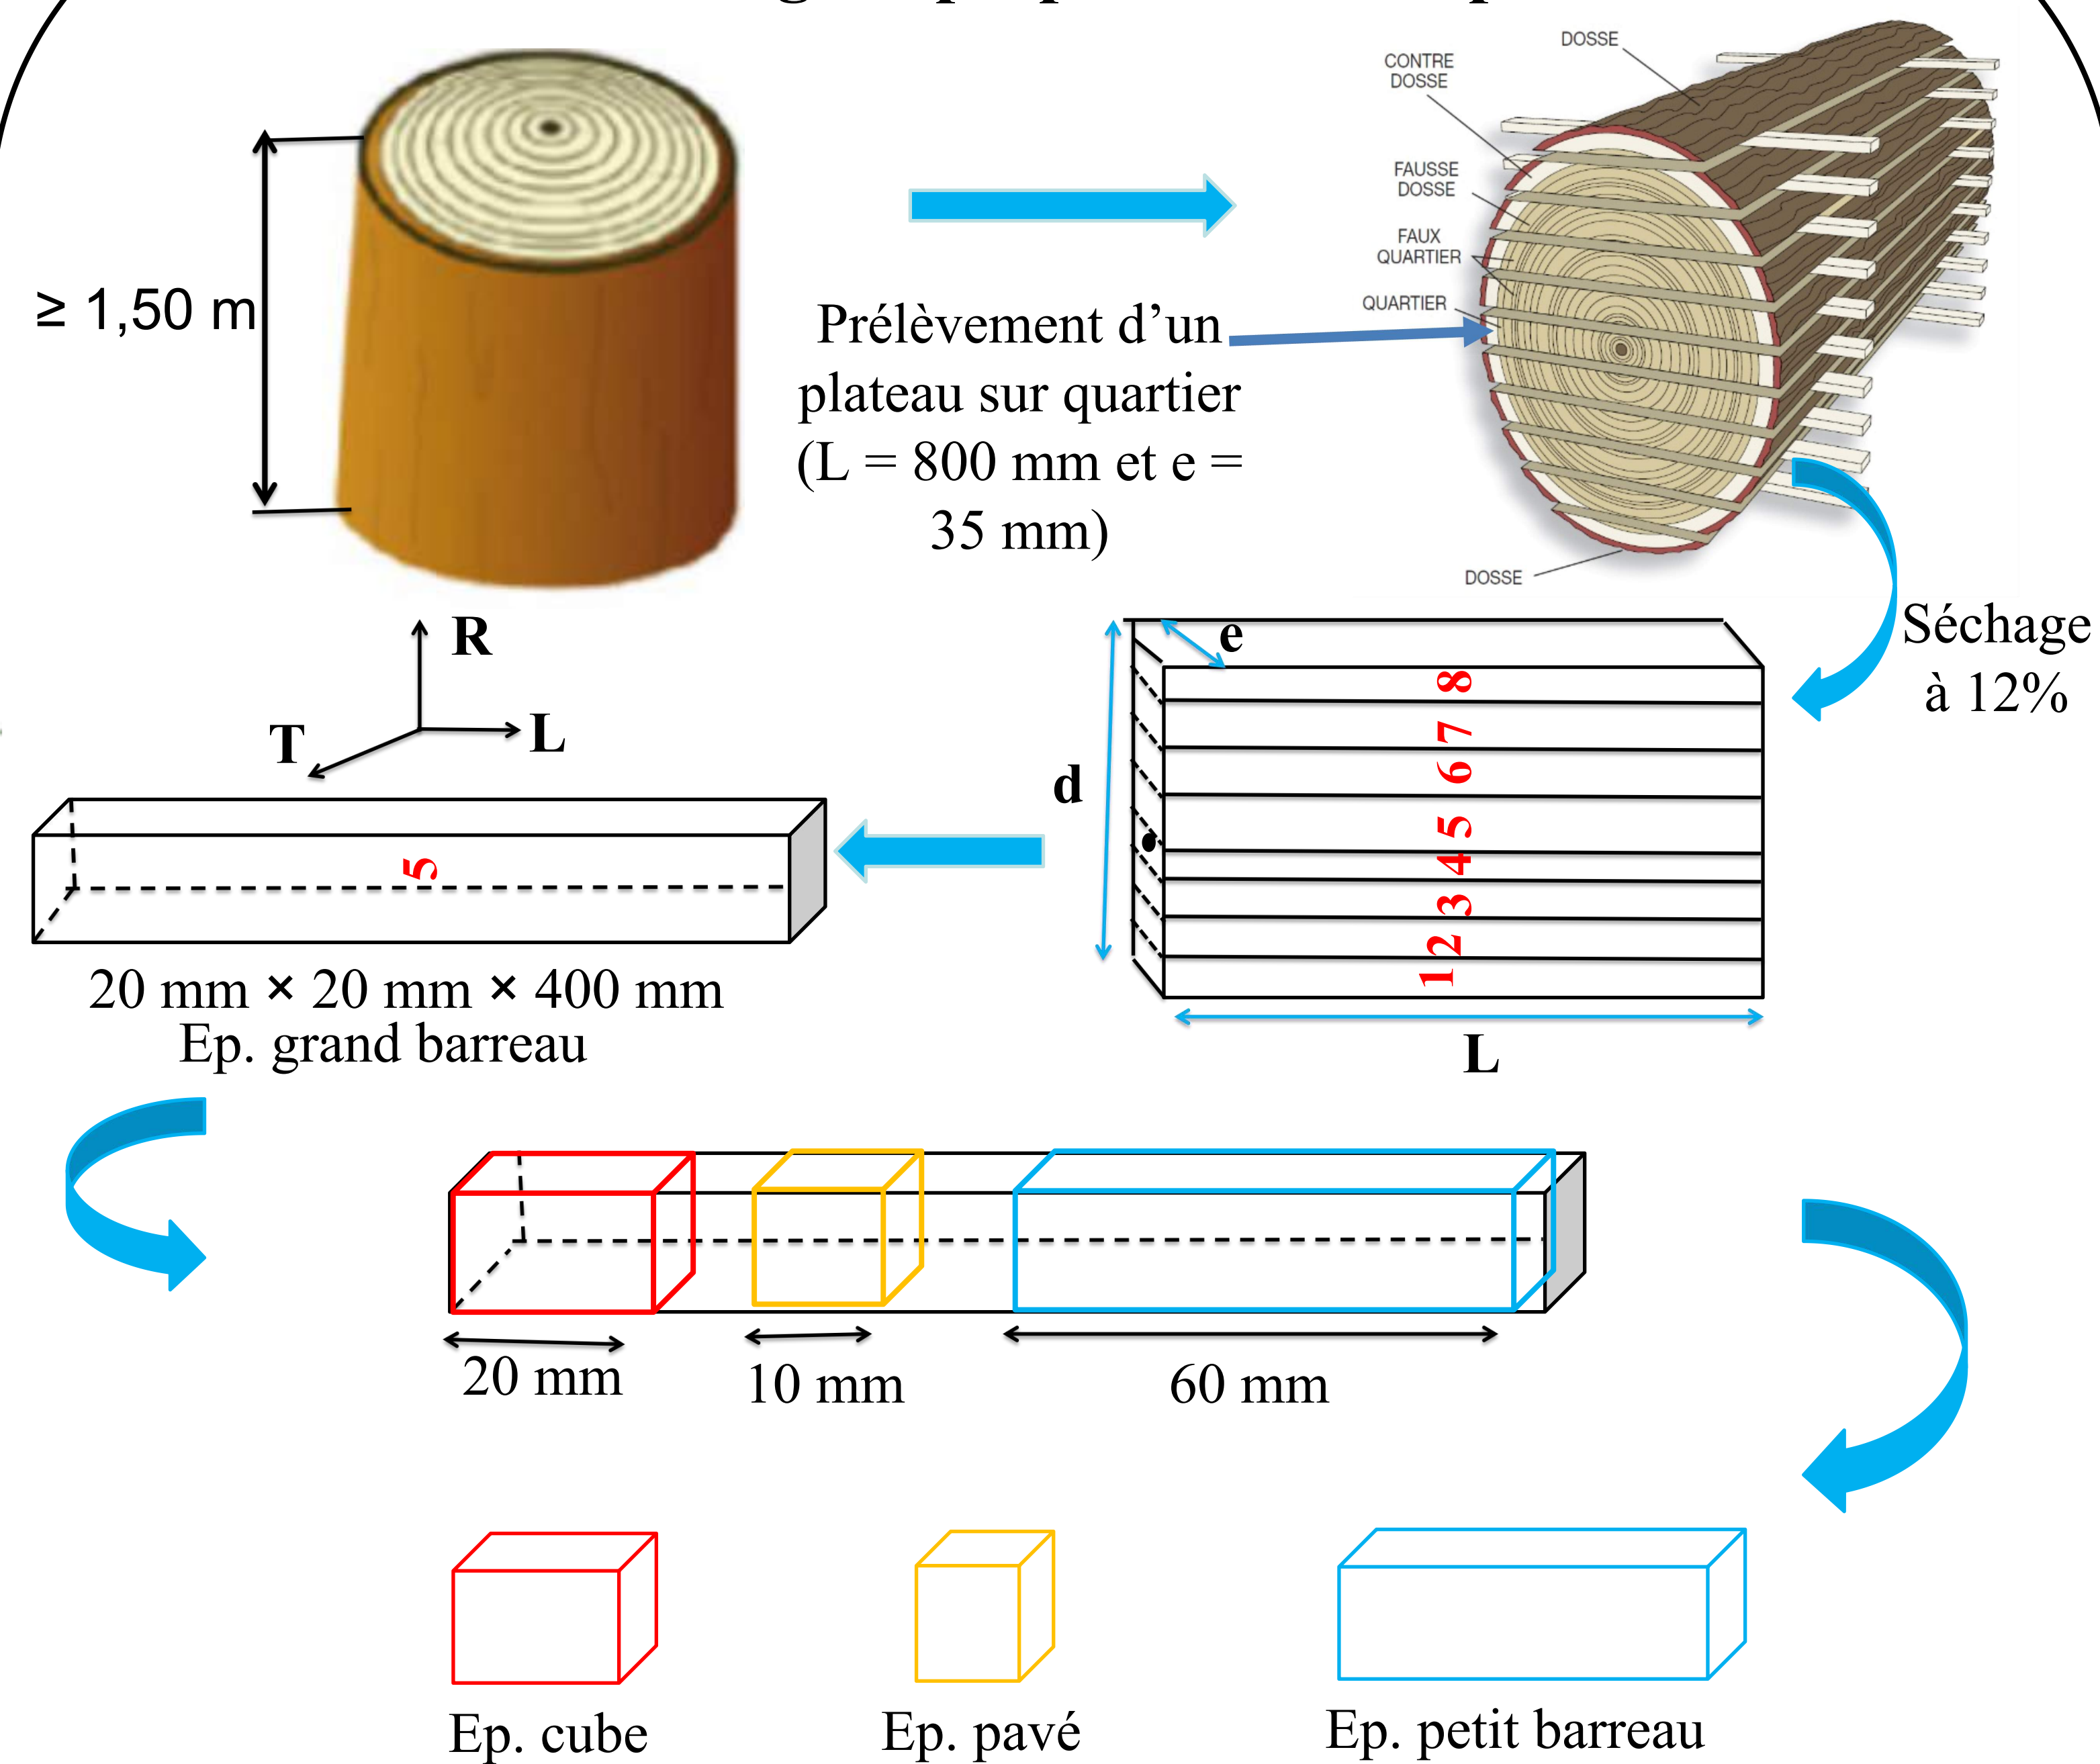 ≥ 1,50 m
Prélèvement d’un
plateau sur quartier
(L = 800 mm et e =
35 mm)
DOSSE
CONTRE
DOSSE
FAUSSE
DOSSE
FAUX
QUARTIER
QUARTIER
DOSSE
Séchage
à 12%
R
T
L
5
20 mm × 20 mm × 400 mm
Ep. grand barreau
e
d
8
7
6
5
4
3
2
1
L
20 mm
10 mm
60 mm
Ep. cube
Ep. pavé
Ep. petit barreau